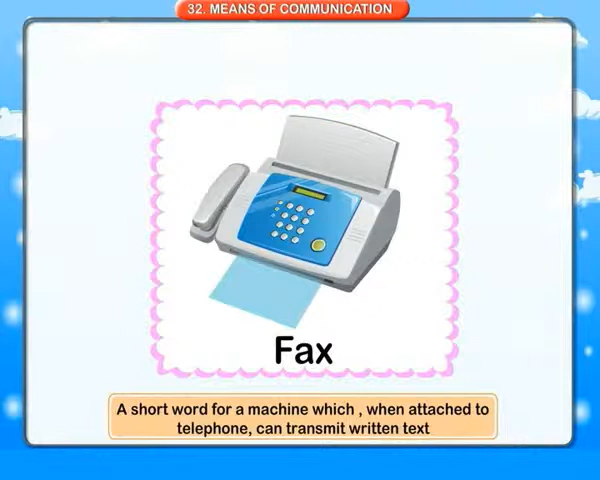 32. MEANS OF COMMUNICATION
Fax
A short word for a machine which , when attached to
telephone, can transmit written text